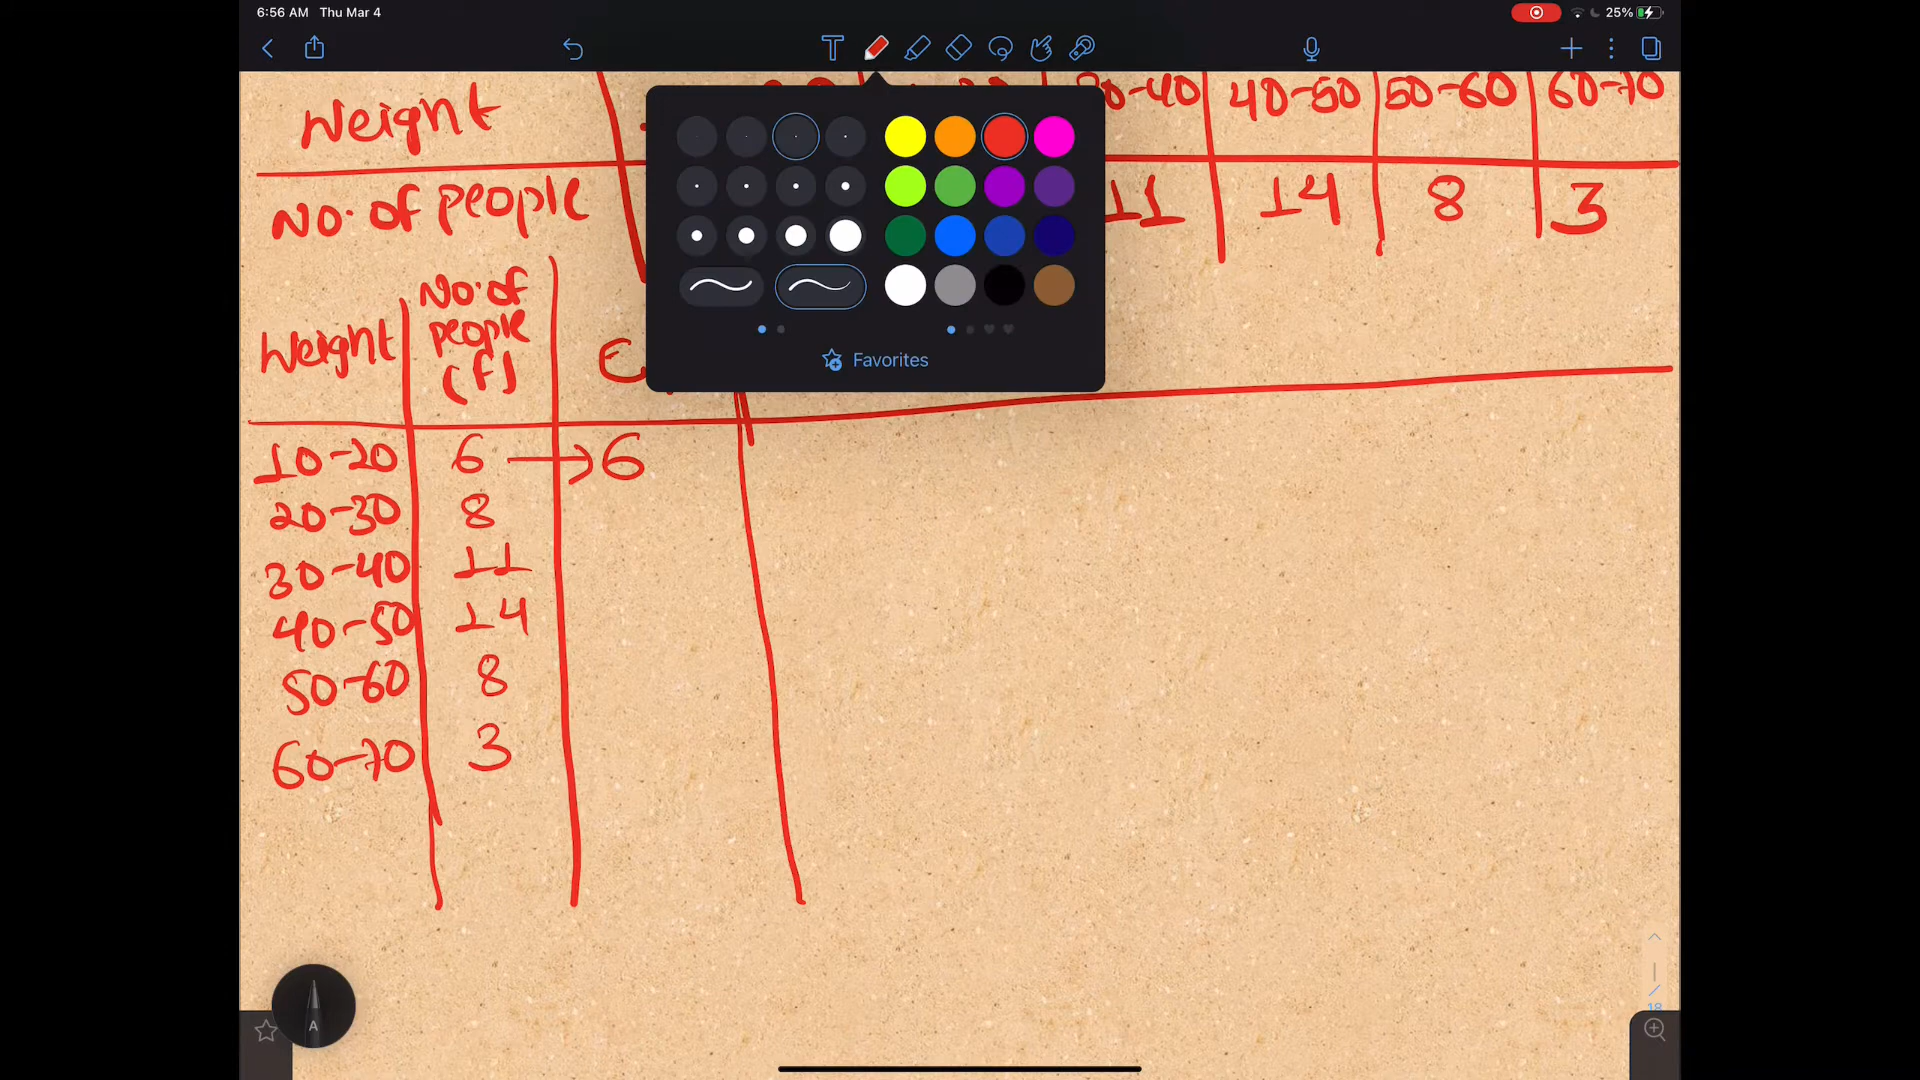 6:56 AM Thu Mar 4
25%
Weight 40-50 50-60 60-70
No. of people 11 14 8 3
Weight No. of people (f)
10-20 6 → 6
20-30 8
30-40 11
40-50 14
50-60 8
60-70 3
Favorites
A